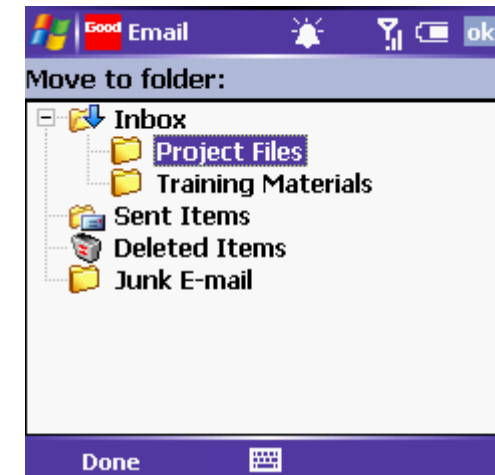 Good Email ok
Move to folder:
Inbox
Project Files
Training Materials
Sent Items
Deleted Items
Junk E-mail
Done